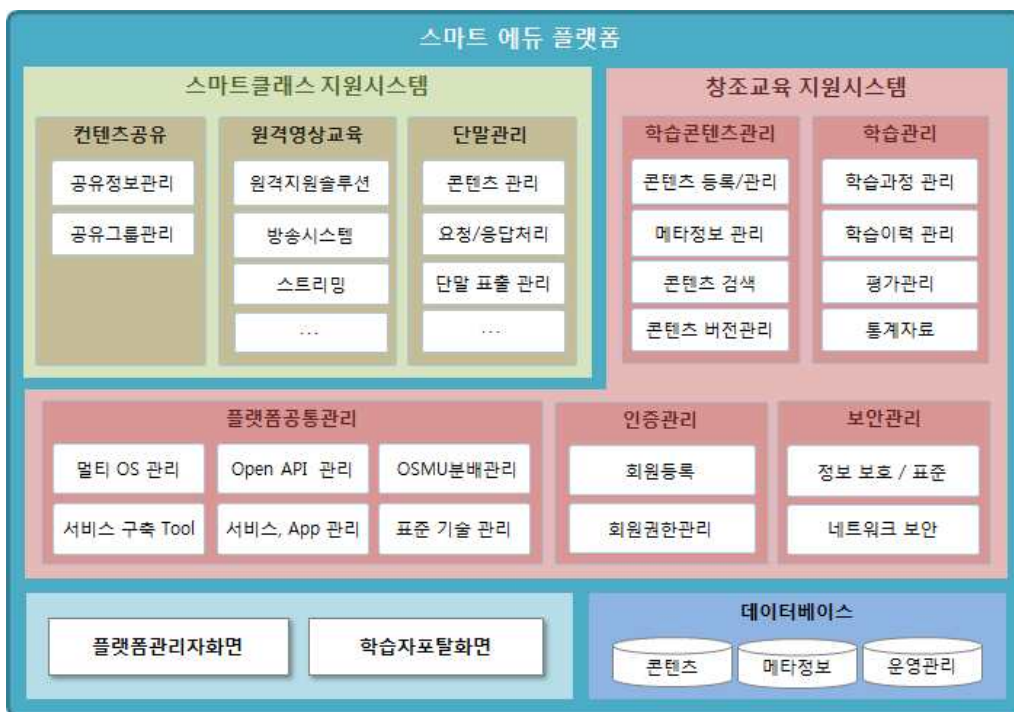 스마트 에듀 플랫폼
스마트클래스 지원시스템
컨텐츠공유
공유정보관리
공유그룹관리
원격영상교육
원격지원솔루션
방송시스템
스트리밍
...
단말관리
콘텐츠 관리
요청/응답처리
단말 표출 관리
...
창조교육 지원시스템
학습콘텐츠관리
콘텐츠 등록/관리
메타정보 관리
콘텐츠 검색
콘텐츠 버전관리
학습관리
학습과정 관리
학습이력 관리
평가관리
통계자료
플랫폼공통관리
멀티 OS 관리
Open API 관리
OSMU분배관리
서비스 구축 Tool
서비스, App 관리
표준 기술 관리
인증관리
회원등록
회원권한관리
보안관리
정보 보호 / 표준
네트워크 보안
플랫폼관리자화면
학습자포탈화면
데이터베이스
콘텐츠
메타정보
운영관리